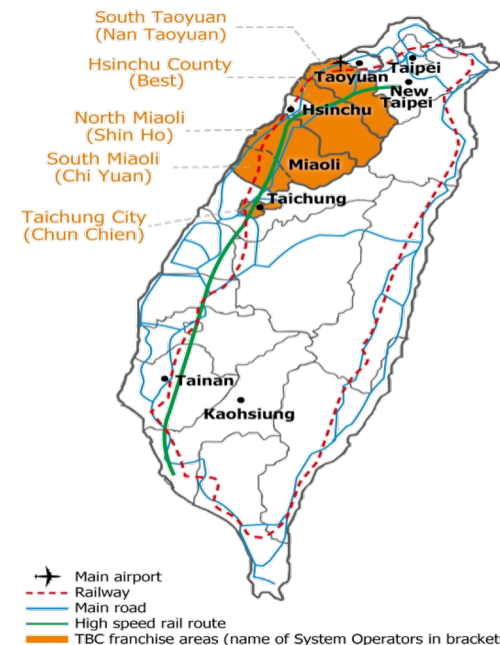 South Taoyuan
(Nan Taoyuan)
Hsinchu County
(Best)
North Miaoli
(Shin Ho)
South Miaoli
(Chi Yuan)
Taichung City
(Chun Chien)
Taoyuan
Taipei
New
Taipei
Hsinchu
Miaoli
Taichung
Tainan
Kaohsiung
Main airport
Railway
Main road
High speed rail route
TBC franchise areas (name of System Operators in bracket